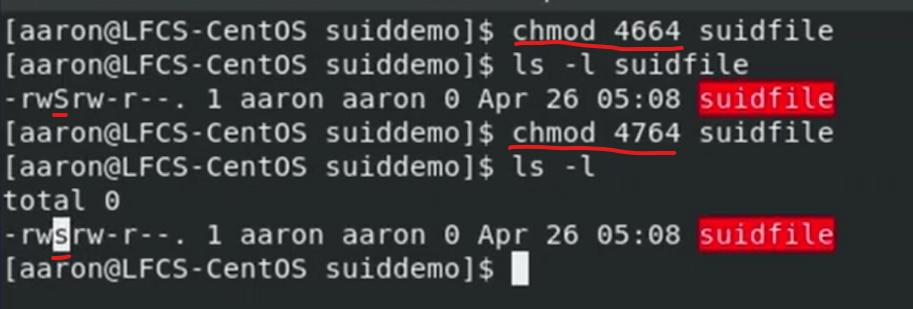 [aaron@LFCS-CentOS suiddemo]$ chmod 4664 suidfile
[aaron@LFCS-CentOS suiddemo]$ ls -l suidfile
-rwSrw-r--. 1 aaron aaron 0 Apr 26 05:08 suidfile
[aaron@LFCS-CentOS suiddemo]$ chmod 4764 suidfile
[aaron@LFCS-CentOS suiddemo]$ ls -l
total 0
-rwsrw-r--. 1 aaron aaron 0 Apr 26 05:08 suidfile
[aaron@LFCS-CentOS suiddemo]$